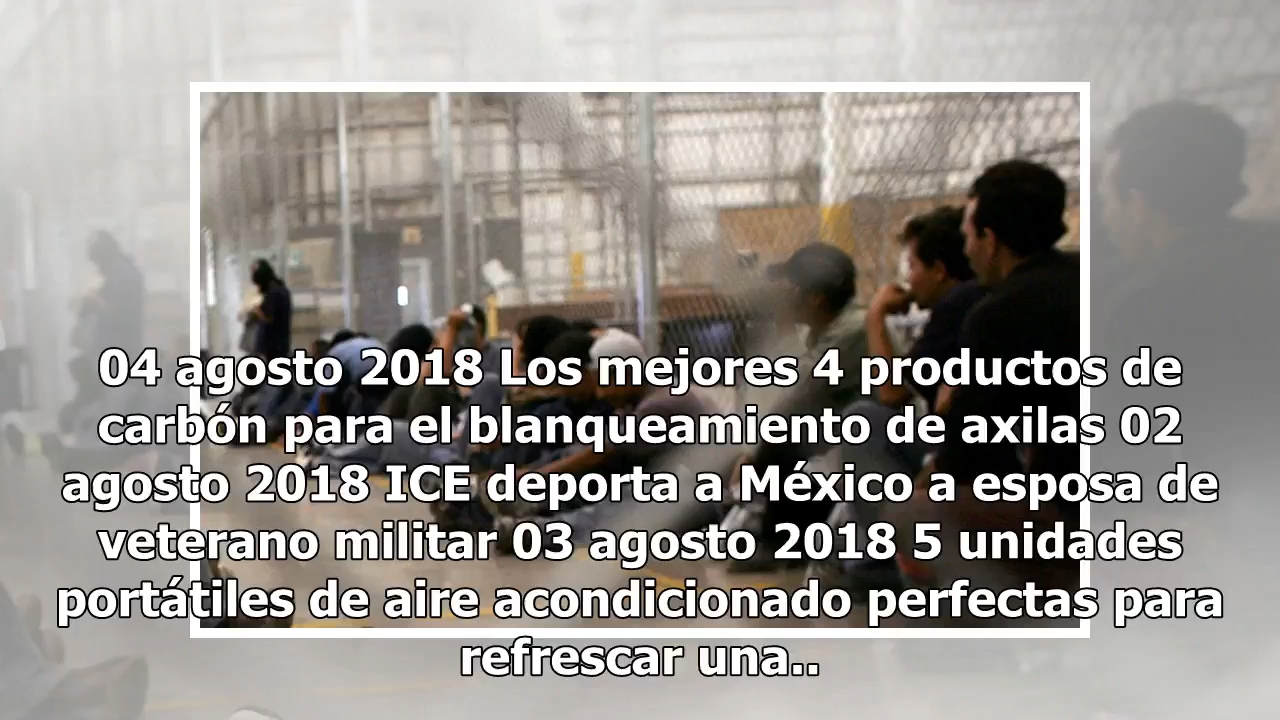 04 agosto 2018 Los mejores 4 productos de
carbón para el blanqueamiento de axilas 02
agosto 2018 ICE deporta a México a esposa de
veterano militar 03 agosto 2018 5 unidades
portátiles de aire acondicionado perfectas para
refrescar una..